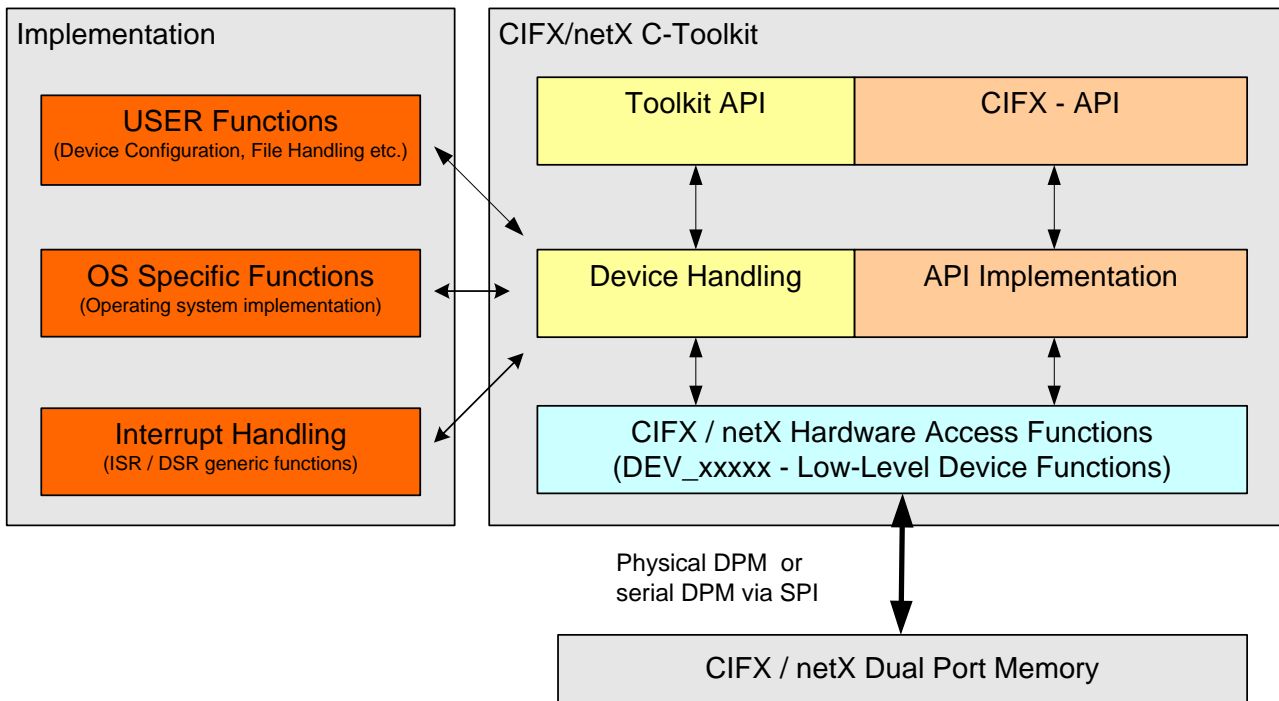 Implementation
USER Functions
(Device Configuration, File Handling etc.)
OS Specific Functions
(Operating system implementation)
Interrupt Handling
(ISR / DSR generic functions)
CIFX/netX C-Toolkit
Toolkit API
CIFX - API
Device Handling
API Implementation
CIFX / netX Hardware Access Functions
(DEV_xxxxx - Low-Level Device Functions)
Physical DPM or
serial DPM via SPI
CIFX / netX Dual Port Memory